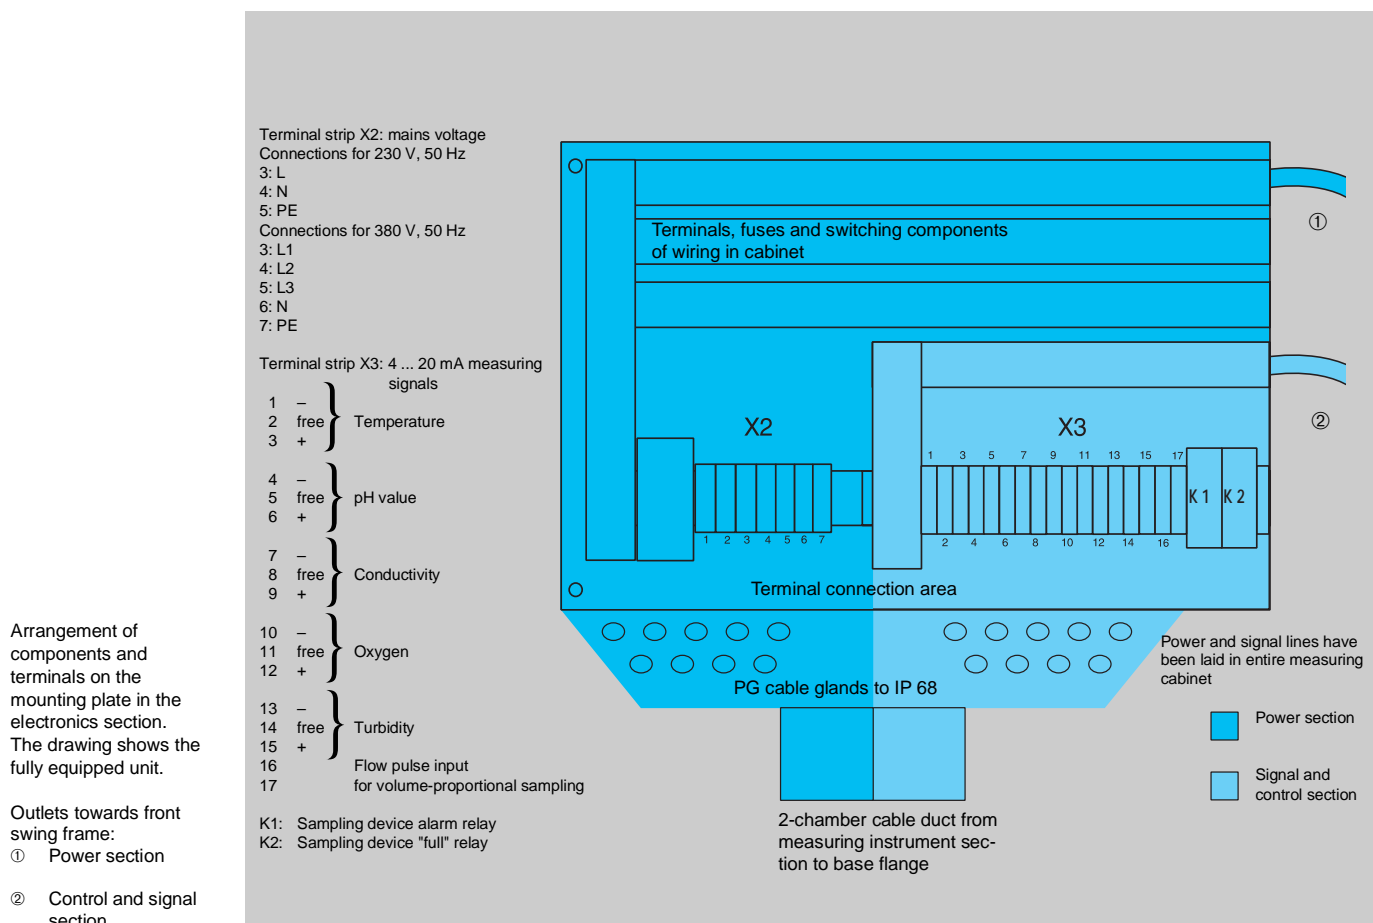 Terminal strip X2: mains voltage
Connections for 230 V, 50 Hz
3: L
4: N
5: PE
Connections for 380 V, 50 Hz
3: L1
4: L2
5: L3
6: N
7: PE
Terminal strip X3: 4 ... 20 mA measuring
signals
1 –
2 free } Temperature
3 +
4 –
5 free } pH value
6 +
7 –
8 free } Conductivity
9 +
10 –
11 free } Oxygen
12 +
13 –
14 free } Turbidity
15 +
16 Flow pulse input
17 for volume-proportional sampling
K1: Sampling device alarm relay
K2: Sampling device "full" relay
Arrangement of
components and
terminals on the
mounting plate in the
electronics section.
The drawing shows the
fully equipped unit.
Outlets towards front
swing frame:
① Power section
② Control and signal
section
①
Terminals, fuses and switching components
of wiring in cabinet
②
X2
X3
1 3 5 7 9 11 13 15 17
K 1 K 2
1 2 3 4 5 6 7
2 4 6 8 10 12 14 16
Terminal connection area
PG cable glands to IP 68
Power and signal lines have
been laid in entire measuring
cabinet
Power section
Signal and
control section
2-chamber cable duct from
measuring instrument sec-
tion to base flange